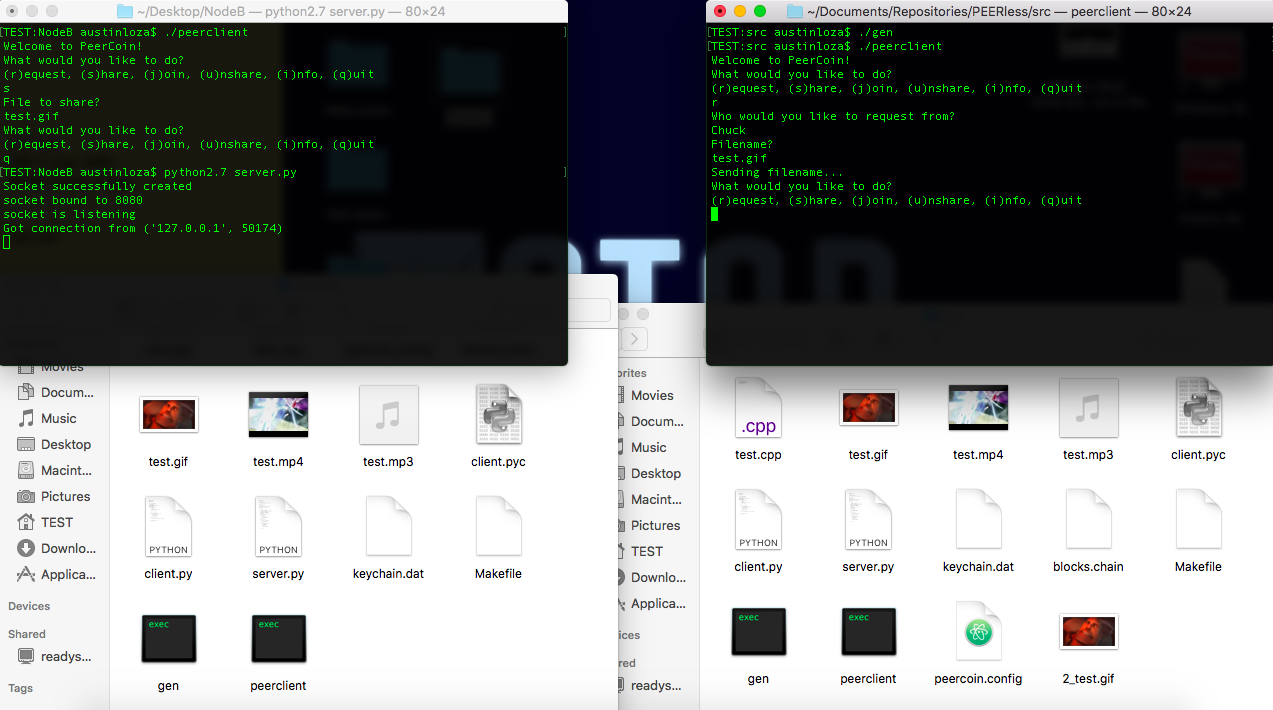 ~/Desktop/NodeB — python2.7 server.py — 80×24
[TEST:NodeB austinloza$ ./peerclient ]
Welcome to PeerCoin!
What would you like to do?
(r)equest, (s)hare, (j)oin, (u)nshare, (i)nfo, (q)uit
s
File to share?
test.gif
What would you like to do?
(r)equest, (s)hare, (j)oin, (u)nshare, (i)nfo, (q)uit
q
[TEST:NodeB austinloza$ python2.7 server.py ]
Socket successfully created
socket bound to 8080
socket is listening
Got connection from ('127.0.0.1', 50174)
~/Documents/Repositories/PEERless/src — peerclient — 80×24
[TEST:src austinloza$ ./gen
[TEST:src austinloza$ ./peerclient
Welcome to PeerCoin!
What would you like to do?
(r)equest, (s)hare, (j)oin, (u)nshare, (i)nfo, (q)uit
r
Who would you like to request from?
Chuck
Filename?
test.gif
Sending filename...
What would you like to do?
(r)equest, (s)hare, (j)oin, (u)nshare, (i)nfo, (q)uit
Movies
Docum...
Music
Desktop
Macint...
Pictures
TEST
Downlo...
Applica...
Devices
Shared
readys...
Tags
test.gif
test.mp4
test.mp3
client.pyc
PYTHON
client.py
PYTHON
server.py
keychain.dat
Makefile
exec
gen
exec
peerclient
orites
Movies
Docum...
Music
Desktop
Macint...
Pictures
TEST
Downlo...
Applica...
ices
red
readys...
.cpp
test.cpp
test.gif
test.mp4
test.mp3
client.pyc
PYTHON
client.py
PYTHON
server.py
keychain.dat
blocks.chain
Makefile
exec
gen
exec
peerclient
peercoin.config
2_test.gif